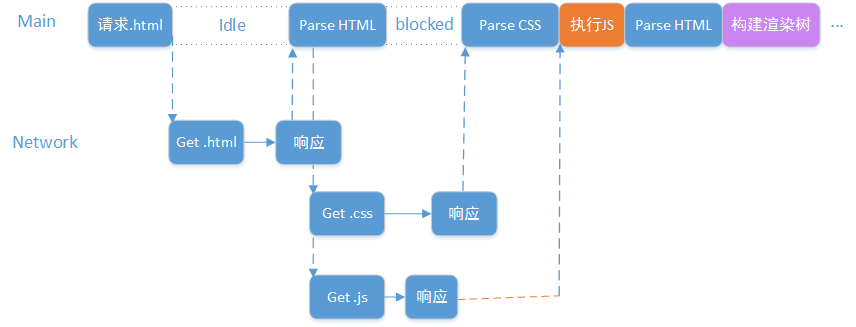 Main
请求.html
Idle
Parse HTML
blocked
Parse CSS
执行JS
Parse HTML
构建渲染树
...
Network
Get .html
响应
Get .css
响应
Get .js
响应